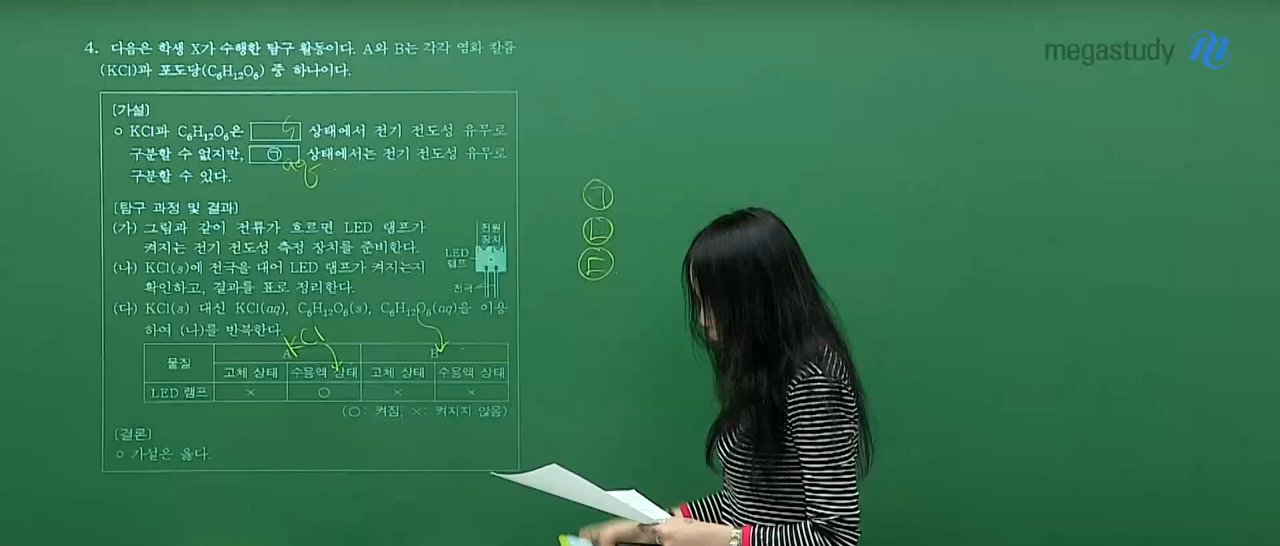 4. 다음은 학생 X가 수행한 탐구 활동이다. A와 B는 각각 염화 칼륨
(KCl)과 포도당(C₆H₁₂O₆) 중 하나이다.
[가설]
○ KCl과 C₆H₁₂O₆은 S 상태에서 전기 전도성 유무로
구분할 수 없지만, ㉠ 상태에서는 전기 전도성 유무로
aq
구분할 수 있다.
[탐구 과정 및 결과]
(가) 그림과 같이 전류가 흐르면 LED 램프가
켜지는 전기 전도성 측정 장치를 준비한다.
(나) KCl(s)에 전극을 대어 LED 램프가 켜지는지
확인하고, 결과를 표로 정리한다.
(다) KCl(s) 대신 KCl(aq), C₆H₁₂O₆(s), C₆H₁₂O₆(aq)을 이용
하여 (나)를 반복한다.
전원
장치
LED
램프
전극
KCl
물질 A B
고체 상태 수용액 상태 고체 상태 수용액 상태
LED 램프 × ○ × ×
(○: 켜짐, ×: 켜지지 않음)
[결론]
○ 가설은 옳다.
㉠
㉡
㉢
megastudy